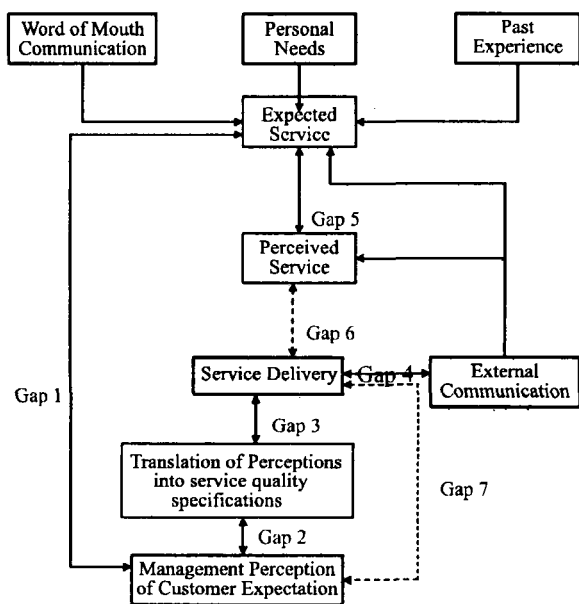 Word of Mouth
Communication
Personal
Needs
Past
Experience
Expected
Service
Gap 5
Perceived
Service
Gap 6
Service Delivery
Gap 4
External
Communication
Gap 1
Gap 3
Translation of Perceptions
into service quality
specifications
Gap 7
Gap 2
Management Perception
of Customer Expectation